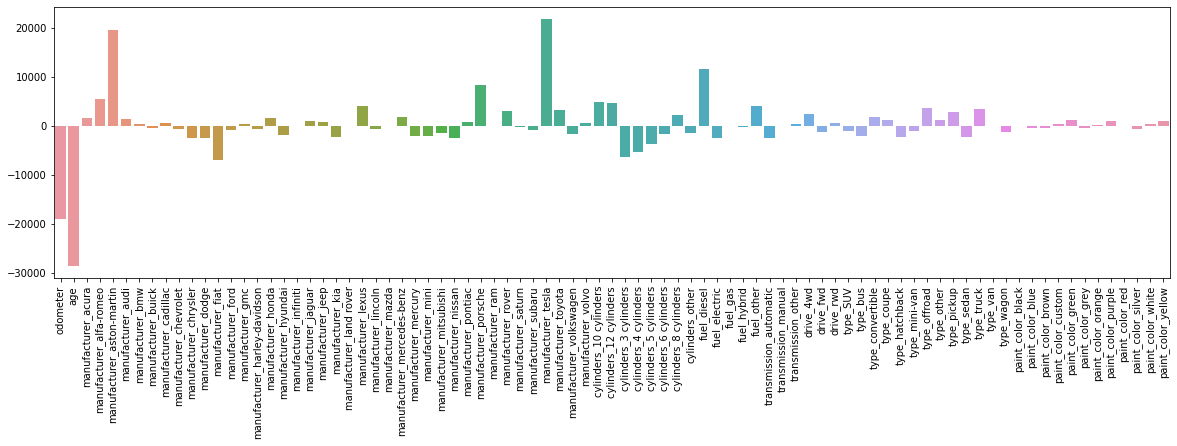 20000
10000
0
−10000
−20000
−30000
odometer
age
manufacturer_acura
manufacturer_alfa-romeo
manufacturer_aston-martin
manufacturer_audi
manufacturer_bmw
manufacturer_buick
manufacturer_cadillac
manufacturer_chevrolet
manufacturer_chrysler
manufacturer_dodge
manufacturer_fiat
manufacturer_ford
manufacturer_gmc
manufacturer_harley-davidson
manufacturer_honda
manufacturer_hyundai
manufacturer_infiniti
manufacturer_jaguar
manufacturer_jeep
manufacturer_kia
manufacturer_land rover
manufacturer_lexus
manufacturer_lincoln
manufacturer_mazda
manufacturer_mercedes-benz
manufacturer_mercury
manufacturer_mini
manufacturer_mitsubishi
manufacturer_nissan
manufacturer_pontiac
manufacturer_porsche
manufacturer_ram
manufacturer_rover
manufacturer_saturn
manufacturer_subaru
manufacturer_tesla
manufacturer_toyota
manufacturer_volkswagen
manufacturer_volvo
cylinders_10 cylinders
cylinders_12 cylinders
cylinders_3 cylinders
cylinders_4 cylinders
cylinders_5 cylinders
cylinders_6 cylinders
cylinders_8 cylinders
cylinders_other
fuel_diesel
fuel_electric
fuel_gas
fuel_hybrid
fuel_other
transmission_automatic
transmission_manual
transmission_other
drive_4wd
drive_fwd
drive_rwd
type_SUV
type_bus
type_convertible
type_coupe
type_hatchback
type_mini-van
type_offroad
type_other
type_pickup
type_sedan
type_truck
type_van
type_wagon
paint_color_black
paint_color_blue
paint_color_brown
paint_color_custom
paint_color_green
paint_color_grey
paint_color_orange
paint_color_purple
paint_color_red
paint_color_silver
paint_color_white
paint_color_yellow